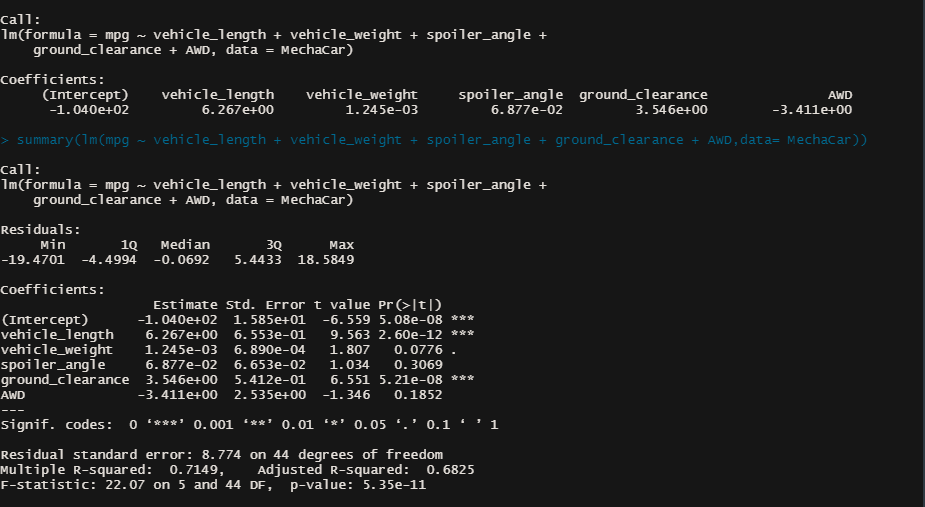 Call:
lm(formula = mpg ~ vehicle_length + vehicle_weight + spoiler_angle +
    ground_clearance + AWD, data = MechaCar)

Coefficients:
     (Intercept)    vehicle_length    vehicle_weight     spoiler_angle  ground_clearance               AWD
      -1.040e+02         6.267e+00         1.245e-03         6.877e-02         3.546e+00        -3.411e+00

> summary(lm(mpg ~ vehicle_length + vehicle_weight + spoiler_angle + ground_clearance + AWD,data= MechaCar))

Call:
lm(formula = mpg ~ vehicle_length + vehicle_weight + spoiler_angle +
    ground_clearance + AWD, data = MechaCar)

Residuals:
     Min       1Q   Median       3Q      Max
-19.4701  -4.4994  -0.0692   5.4433  18.5849

Coefficients:
                   Estimate Std. Error t value Pr(>|t|)
(Intercept)      -1.040e+02  1.585e+01  -6.559 5.08e-08 ***
vehicle_length    6.267e+00  6.553e-01   9.563 2.60e-12 ***
vehicle_weight    1.245e-03  6.890e-04   1.807   0.0776 .
spoiler_angle     6.877e-02  6.653e-02   1.034   0.3069
ground_clearance  3.546e+00  5.412e-01   6.551 5.21e-08 ***
AWD              -3.411e+00  2.535e+00  -1.346   0.1852
---
Signif. codes:  0 ‘***’ 0.001 ‘**’ 0.01 ‘*’ 0.05 ‘.’ 0.1 ‘ ’ 1

Residual standard error: 8.774 on 44 degrees of freedom
Multiple R-squared:  0.7149,    Adjusted R-squared:  0.6825
F-statistic: 22.07 on 5 and 44 DF,  p-value: 5.35e-11